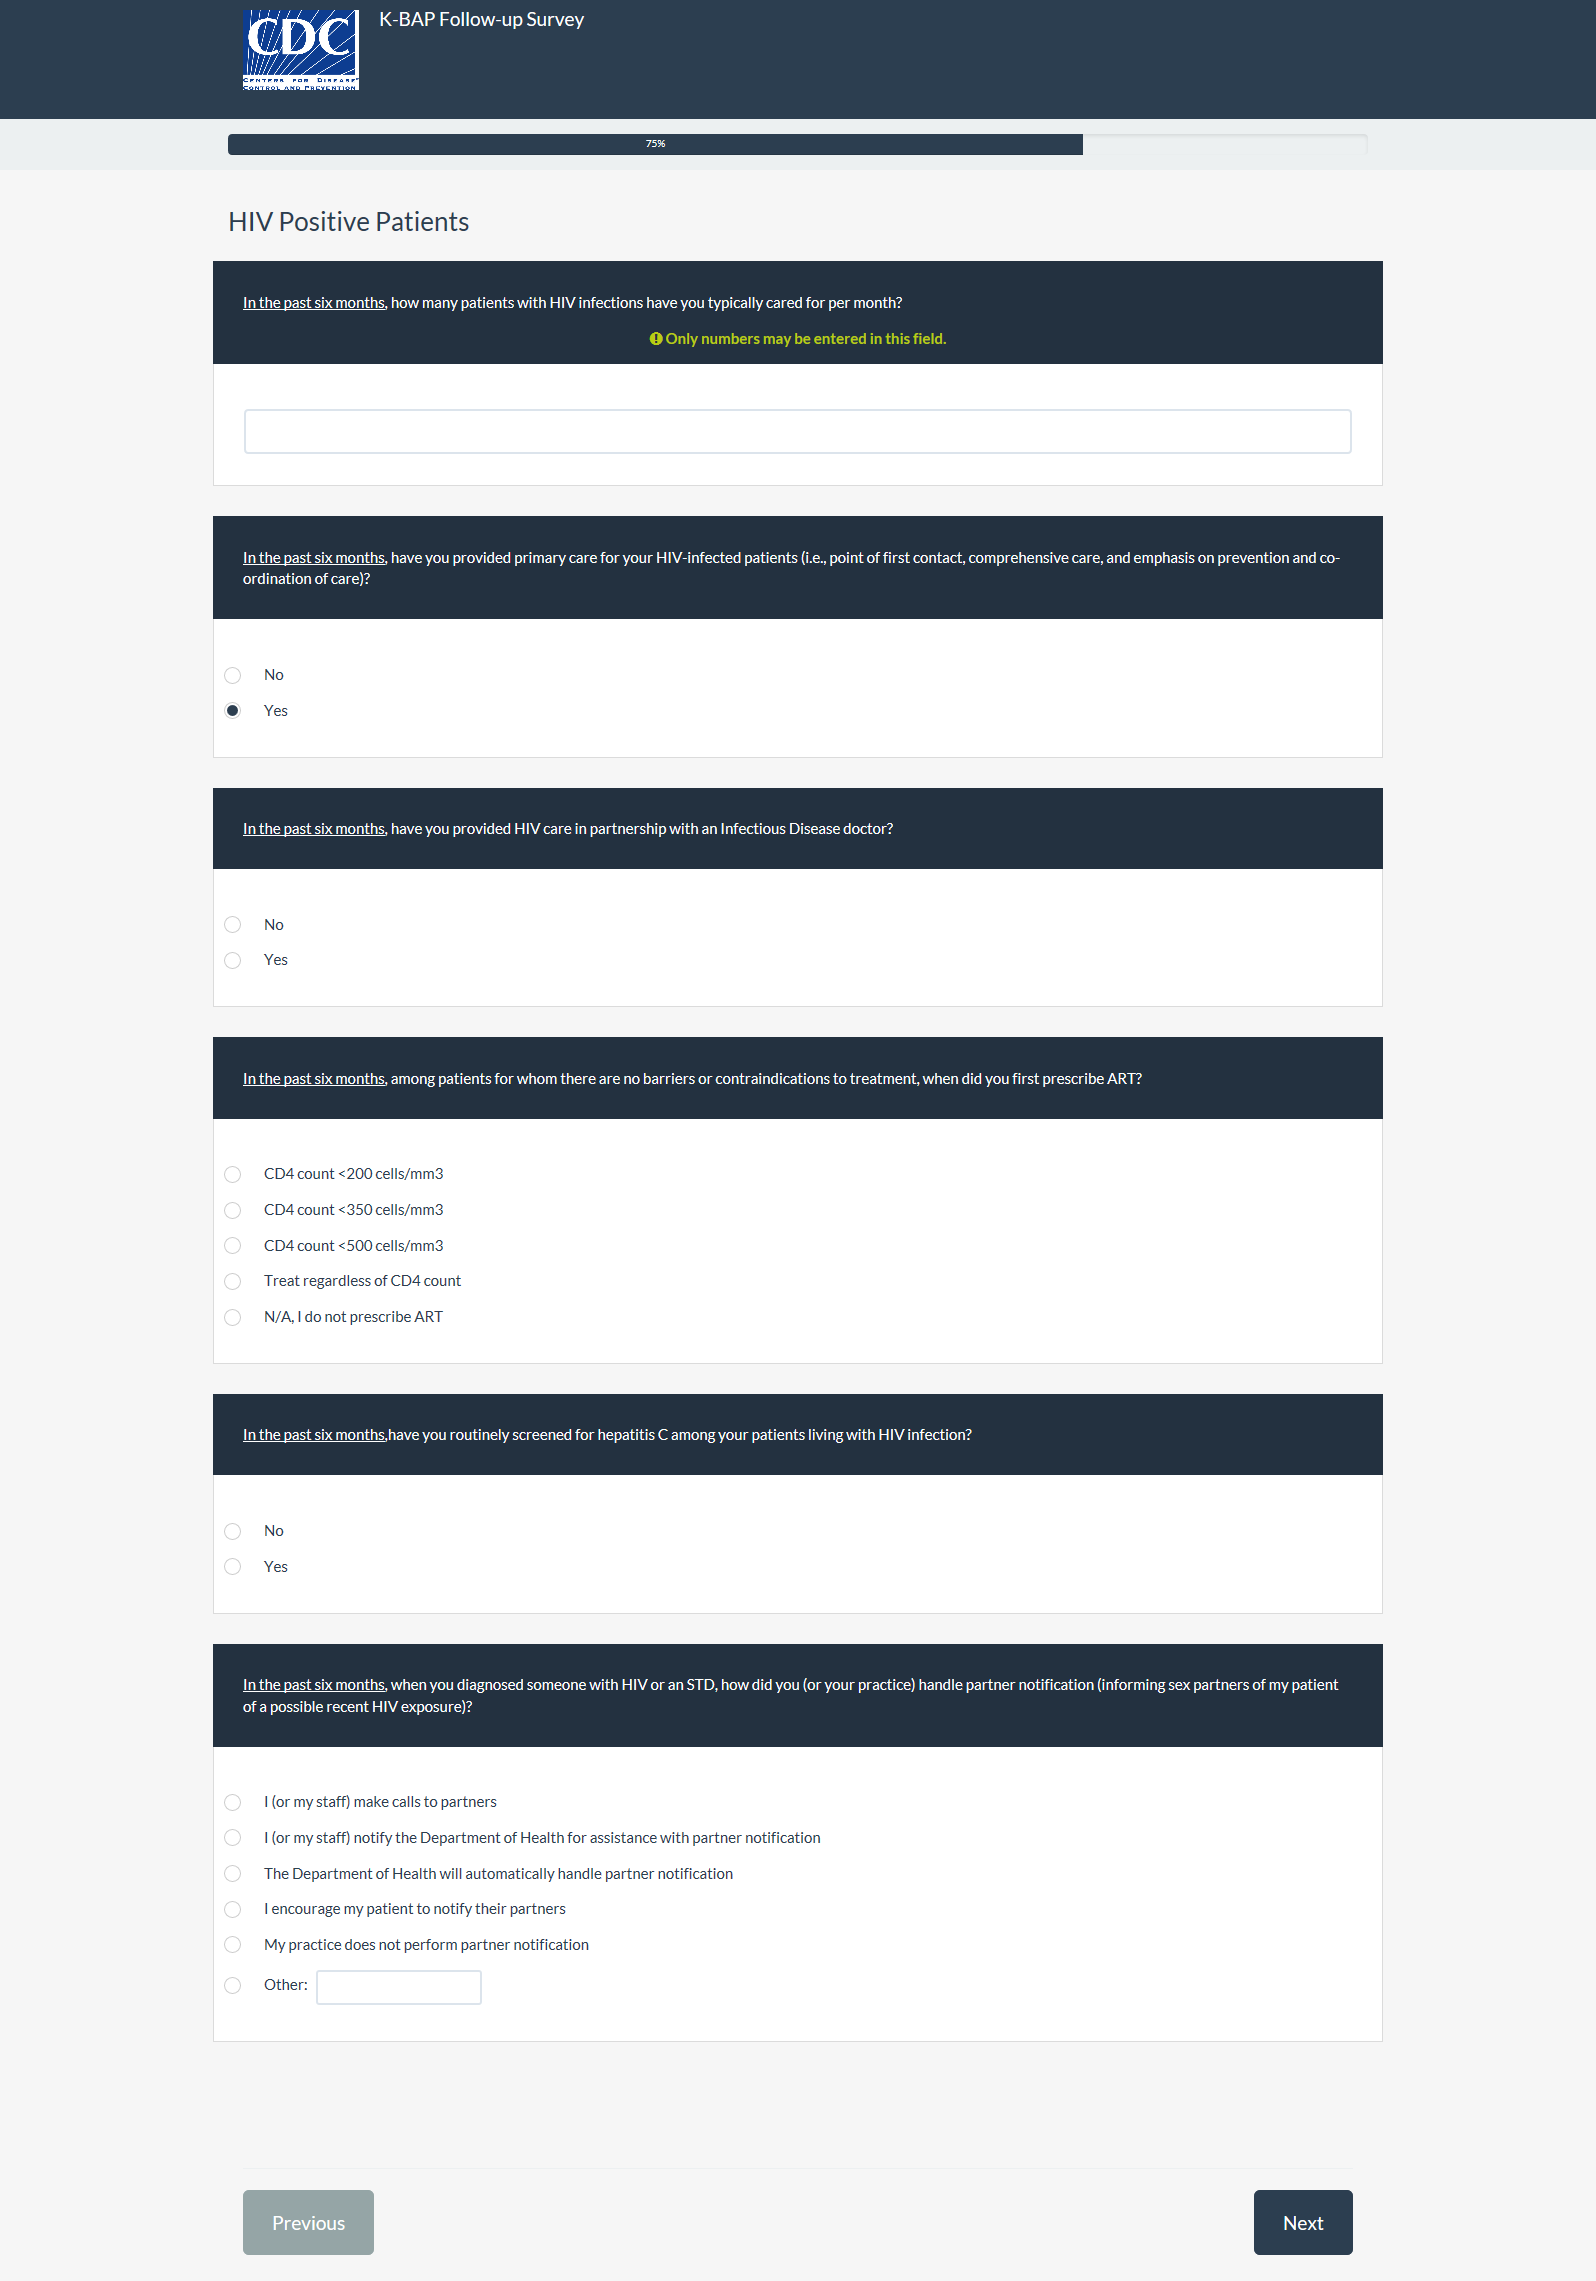 CDC
CENTERS FOR DISEASE
CONTROL AND PREVENTION
K-BAP Follow-up Survey
75%
HIV Positive Patients
In the past six months, how many patients with HIV infections have you typically cared for per month?
Only numbers may be entered in this field.
In the past six months, have you provided primary care for your HIV-infected patients (i.e., point of first contact, comprehensive care, and emphasis on prevention and co-
ordination of care)?
No
Yes
In the past six months, have you provided HIV care in partnership with an Infectious Disease doctor?
No
Yes
In the past six months, among patients for whom there are no barriers or contraindications to treatment, when did you first prescribe ART?
CD4 count <200 cells/mm3
CD4 count <350 cells/mm3
CD4 count <500 cells/mm3
Treat regardless of CD4 count
N/A, I do not prescribe ART
In the past six months,have you routinely screened for hepatitis C among your patients living with HIV infection?
No
Yes
In the past six months, when you diagnosed someone with HIV or an STD, how did you (or your practice) handle partner notification (informing sex partners of my patient
of a possible recent HIV exposure)?
I (or my staff) make calls to partners
I (or my staff) notify the Department of Health for assistance with partner notification
The Department of Health will automatically handle partner notification
I encourage my patient to notify their partners
My practice does not perform partner notification
Other:
Previous
Next